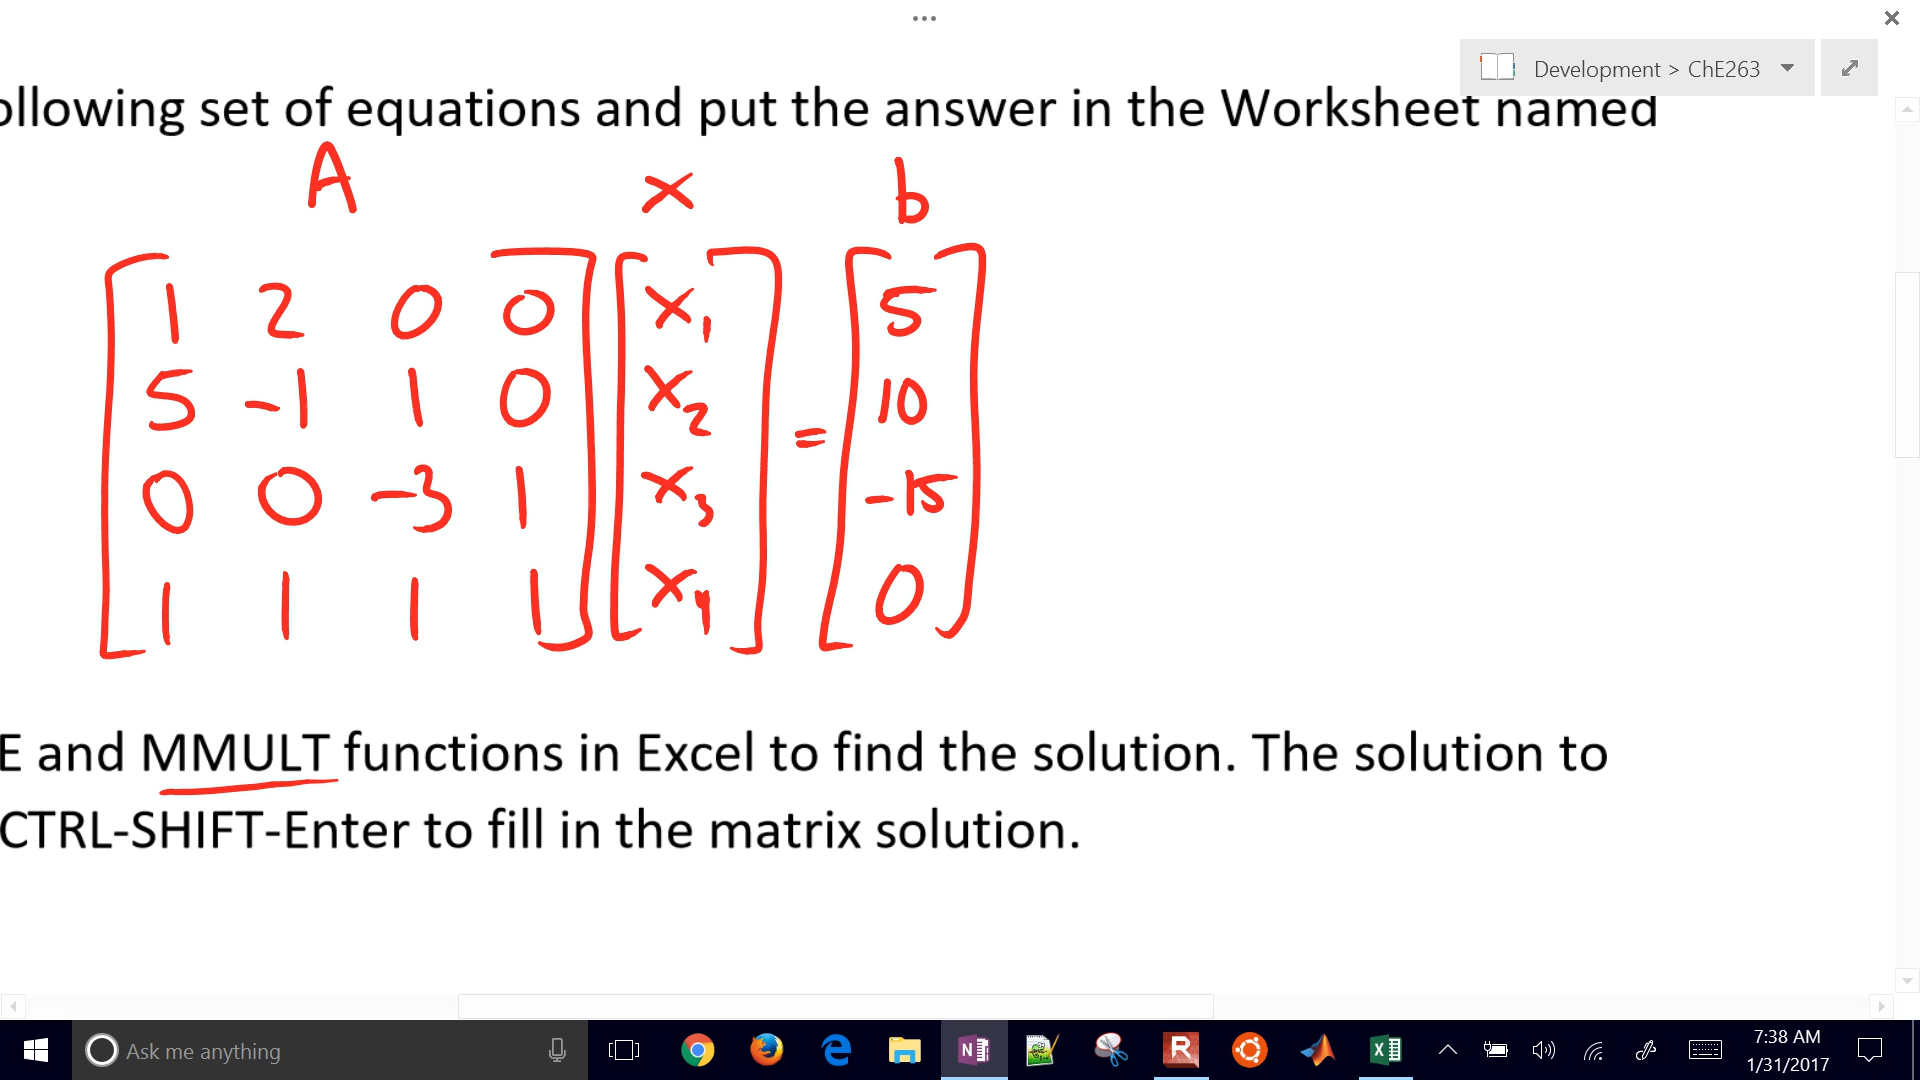 Development > ChE263
ollowing set of equations and put the answer in the Worksheet named
A x b
1 2 0 0 x₁ 5
5 -1 1 0 x₂ 10
=
0 0 -3 1 x₃ -15
1 1 1 1 x₄ 0
E and MMULT functions in Excel to find the solution. The solution to
CTRL-SHIFT-Enter to fill in the matrix solution.
Ask me anything
7:38 AM
1/31/2017